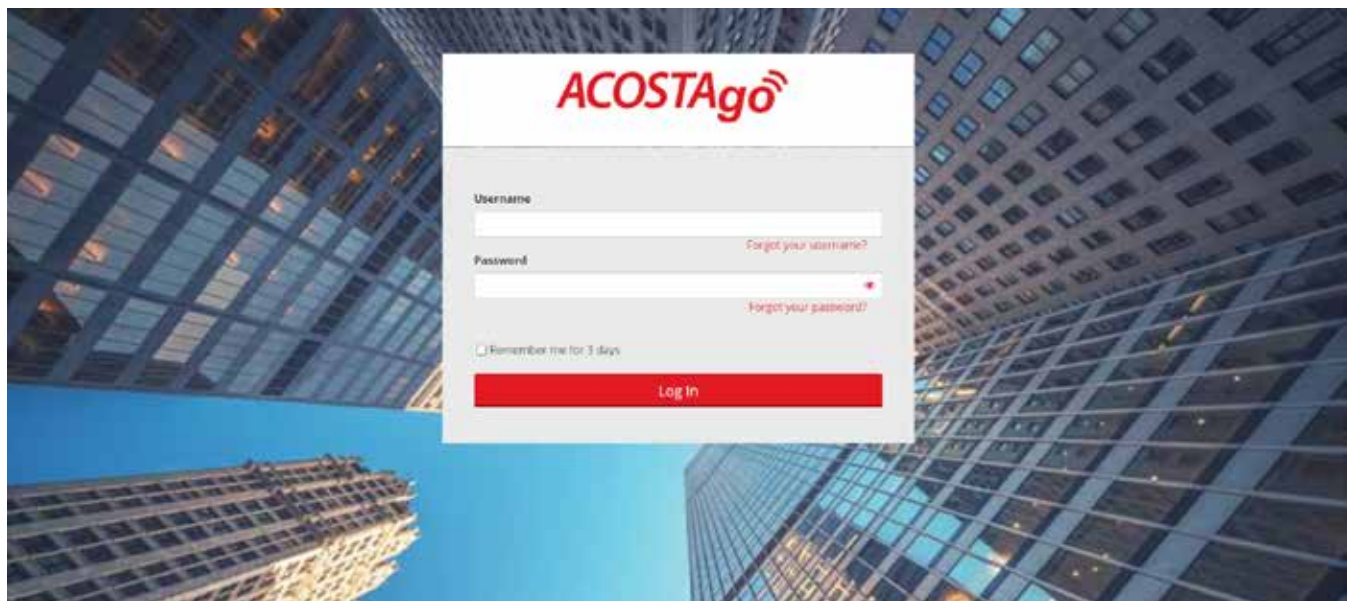 ACOSTAgo
Username
Forgot your username?
Password
Forgot your password?
Remember me for 3 days
Log In